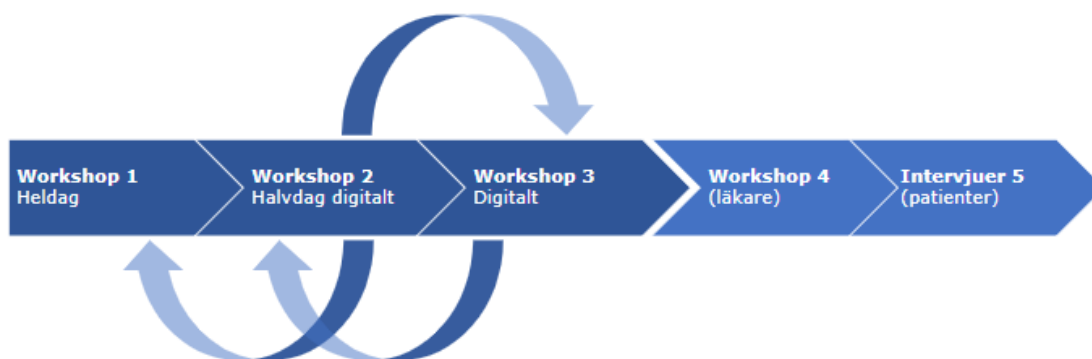 Workshop 1
Heldag
Workshop 2
Halvdag digitalt
Workshop 3
Digitalt
Workshop 4
(läkare)
Intervjuer 5
(patienter)